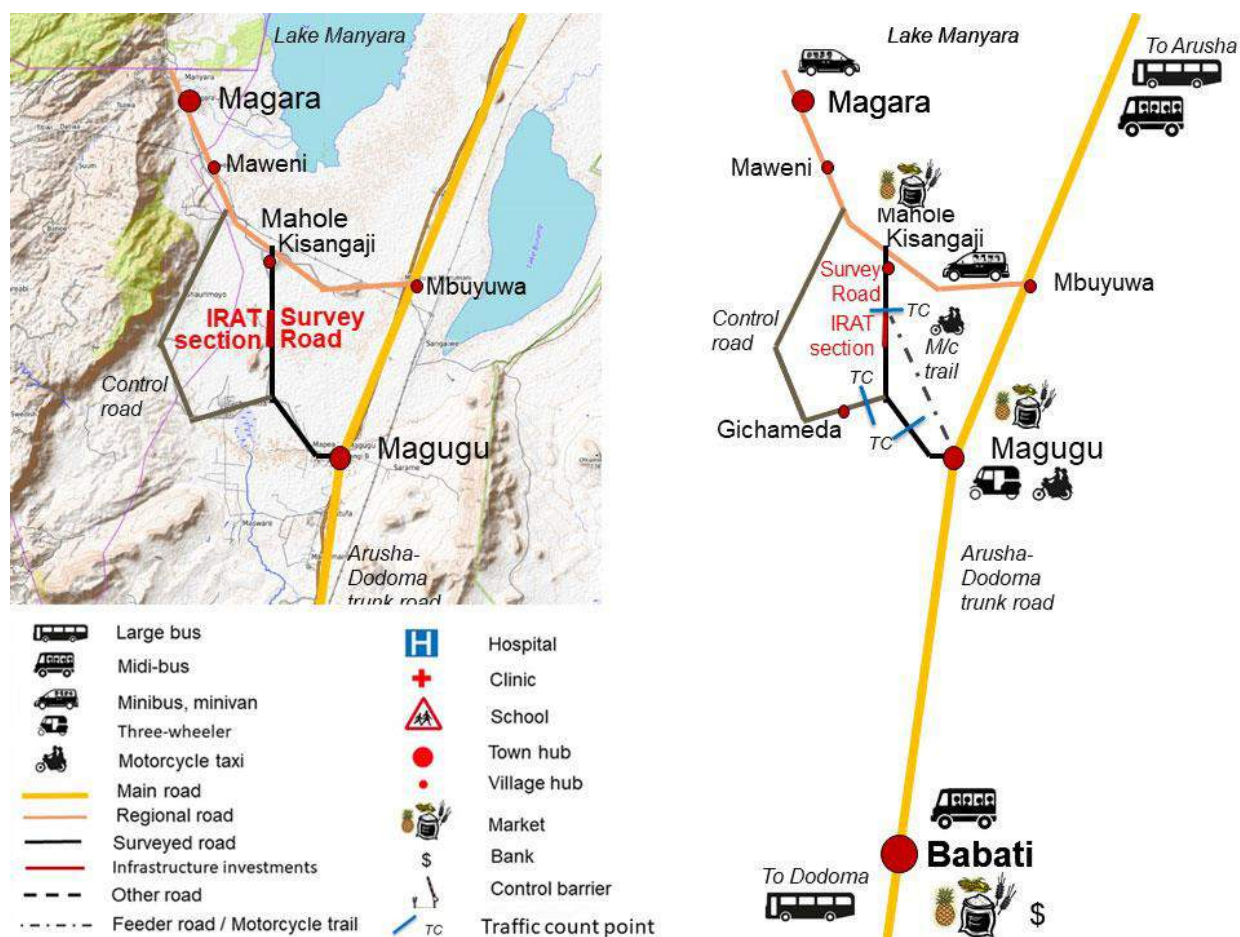 Lake Manyara
Magara
Maweni
Mahole
Kisangaji
Mbuyuwa
IRAT
section
Survey
Road
Control
road
Magugu
Arusha-
Dodoma
trunk road
Lake Manyara
To Arusha
Magara
Maweni
Mahole
Kisangaji
Survey
Road
Mbuyuwa
TC
IRAT
section
M/c
trail
Control
road
TC
Gichameda
TC
Magugu
Arusha-
Dodoma
trunk road
Babati
To Dodoma
$
Large bus
Midi-bus
Minibus, minivan
Three-wheeler
Motorcycle taxi
Main road
Regional road
Surveyed road
Infrastructure investments
Other road
Feeder road / Motorcycle trail
H Hospital
Clinic
School
Town hub
Village hub
Market
$ Bank
Control barrier
TC Traffic count point